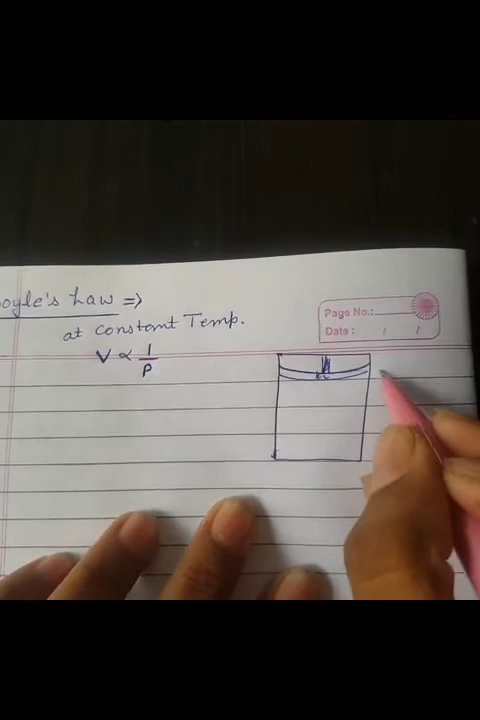 oyle's Law =>
at constant Temp.
V ∝ 1/P
Page No.:
Date : / /